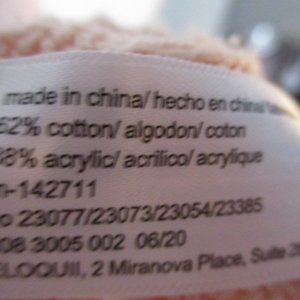 made in china/ hecho en china/
62% cotton/ algodon/ coton
38% acrylic/ acrilico/ acrylique
n-142711
o 23077/23073/23054/23385
08 3005 002 06/20
ELOQUII, 2 Miranova Place, Suite